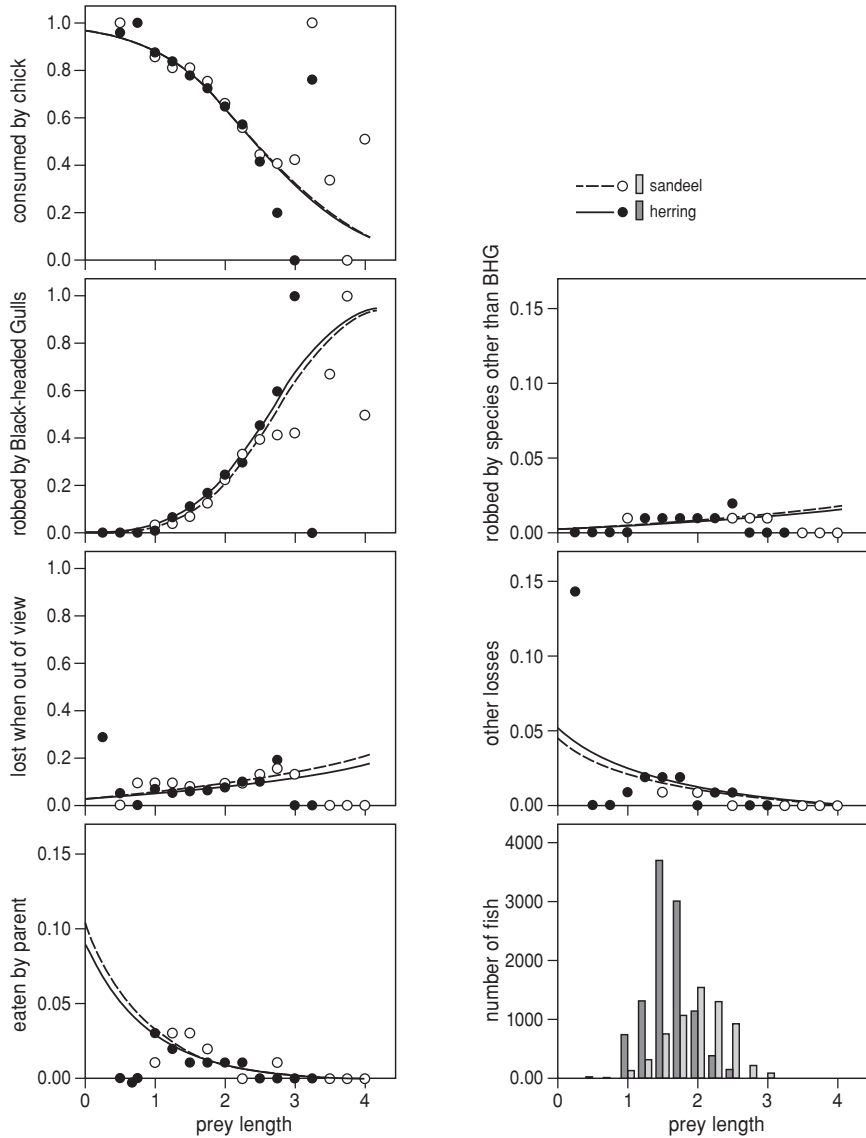 1.0
0.8
0.6
0.4
0.2
0.0
consumed by chick
sandeel
herring
1.0
0.8
0.6
0.4
0.2
0.0
robbed by Black-headed Gulls
0.15
0.10
0.05
0.00
robbed by species other than BHG
1.0
0.8
0.6
0.4
0.2
0.0
lost when out of view
0.15
0.10
0.05
0.00
other losses
0.15
0.10
0.05
0.00
eaten by parent
0 1 2 3 4
prey length
4000
3000
2000
1000
0.00
number of fish
0 1 2 3 4
prey length